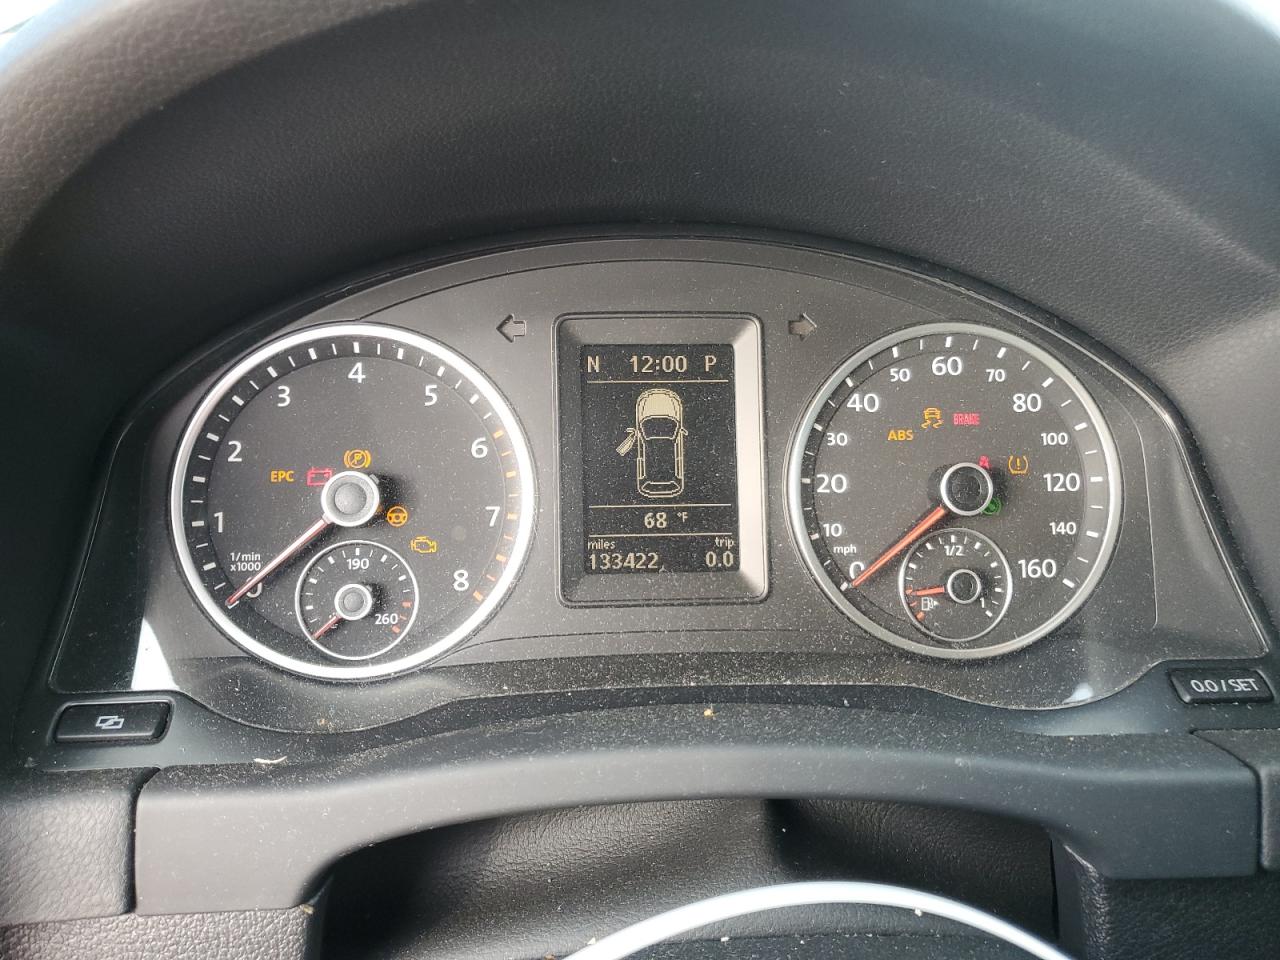 N 12:00 P
68 °F
miles trip
133422 0.0
0 1 2 3 4 5 6 7 8
1/min
x1000
EPC
P
190
260
0 10 20 30 40 50 60 70 80 100 120 140 160
mph
ABS
BRAKE
1/2
1
0.0 / SET